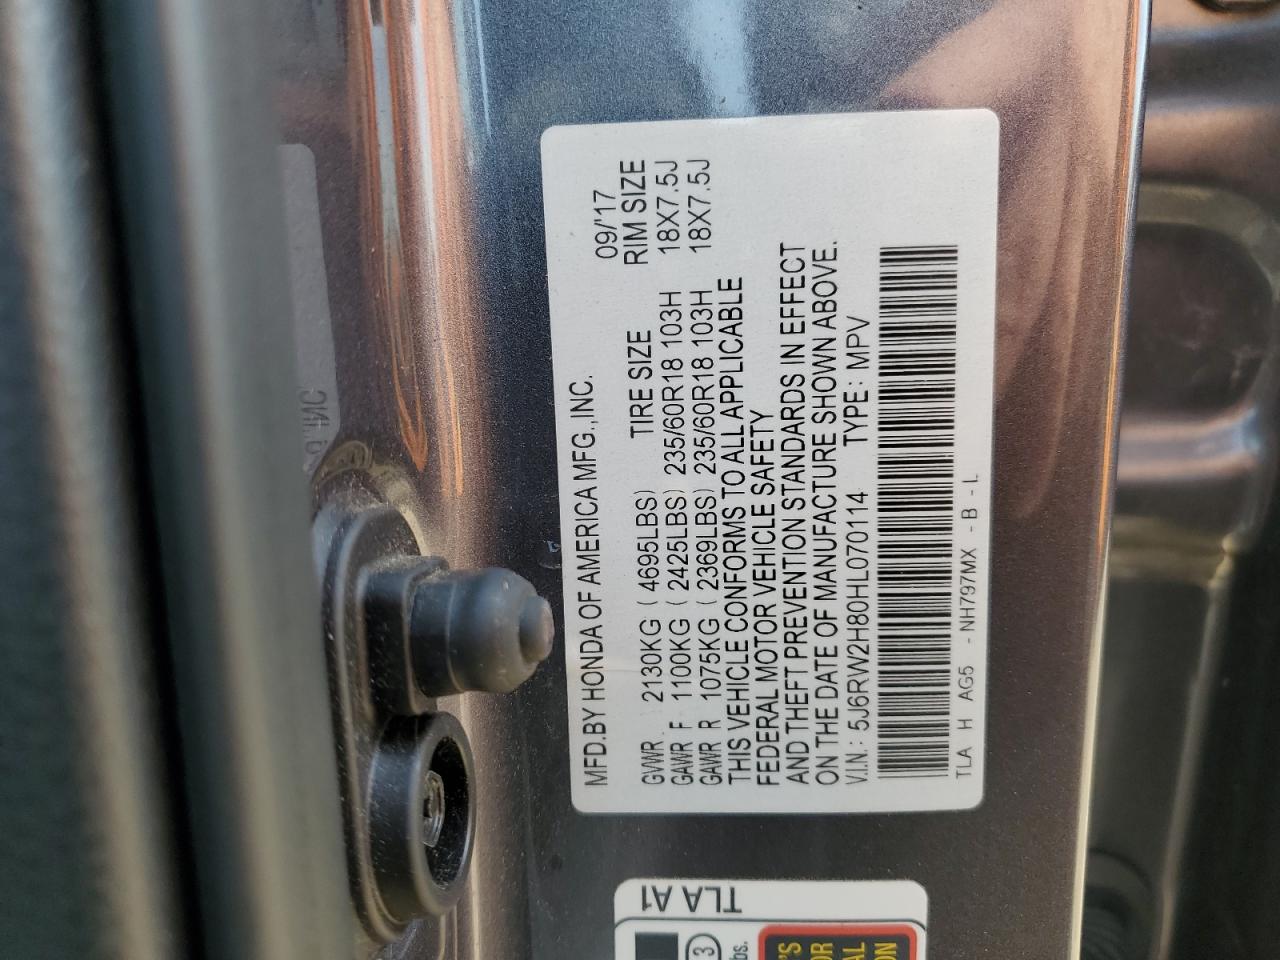 MFD.BY HONDA OF AMERICA MFG.,INC. 09/'17
TIRE SIZE RIM SIZE
GVWR. 2130KG ( 4695LBS)
GAWR F 1100KG ( 2425LBS) 235/60R18 103H 18X7.5J
GAWR R 1075KG ( 2369LBS) 235/60R18 103H 18X7.5J
THIS VEHICLE CONFORMS TO ALL APPLICABLE
FEDERAL MOTOR VEHICLE SAFETY
AND THEFT PREVENTION STANDARDS IN EFFECT
ON THE DATE OF MANUFACTURE SHOWN ABOVE.
V.I.N.: 5J6RW2H80HL070114 TYPE : MPV
TLA H AG5 - NH797MX - B - L
TLA A1
3